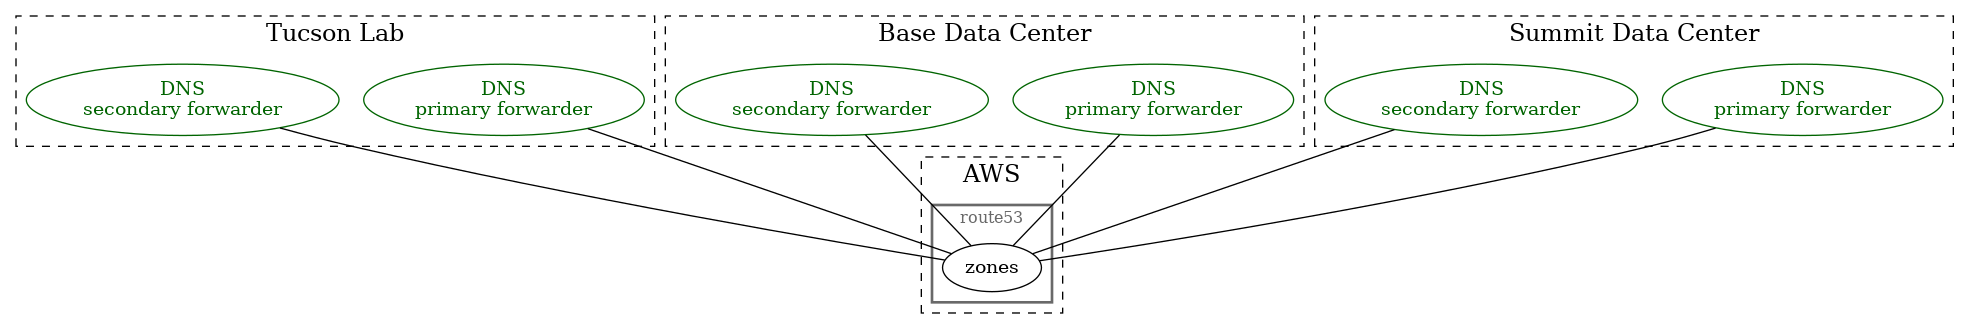 Tucson Lab
DNS
secondary forwarder
DNS
primary forwarder
Base Data Center
DNS
secondary forwarder
DNS
primary forwarder
Summit Data Center
DNS
secondary forwarder
DNS
primary forwarder
AWS
route53
zones